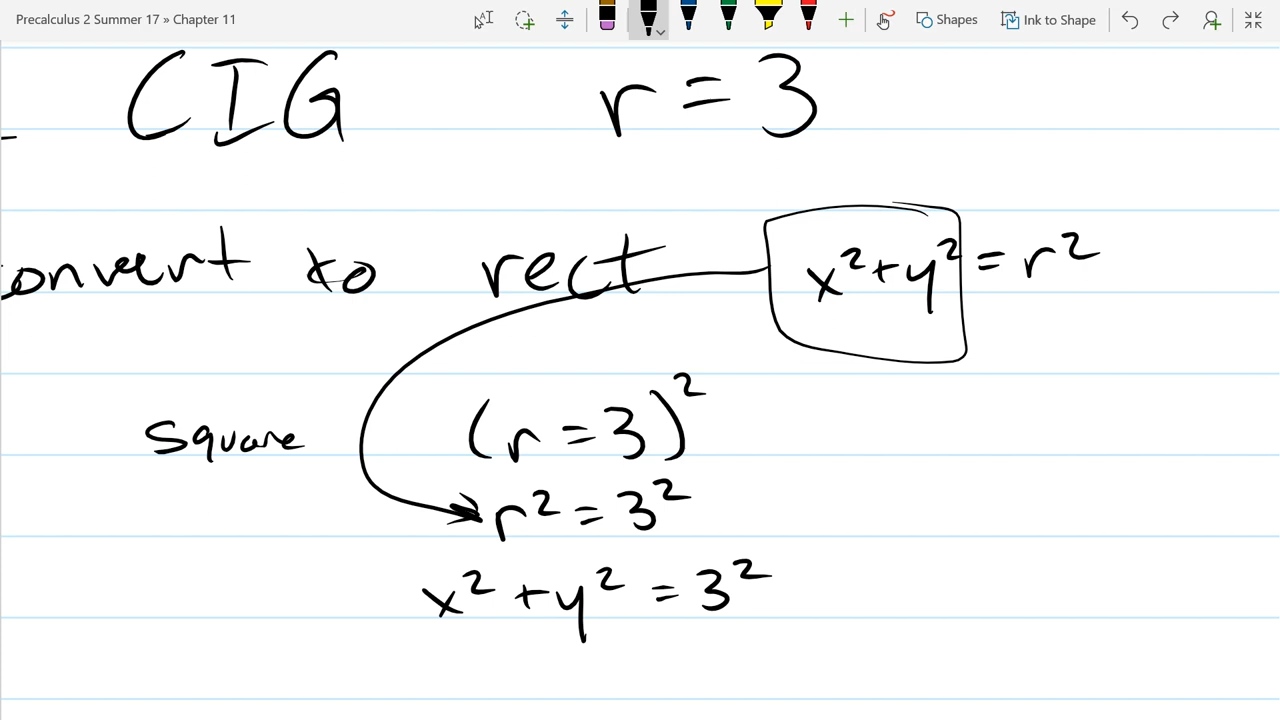 Precalculus 2 Summer 17 » Chapter 11
Shapes
Ink to Shape
CIG r = 3
onvert to rect x²+y² = r²
square (r = 3)²
r² = 3²
x² + y² = 3²